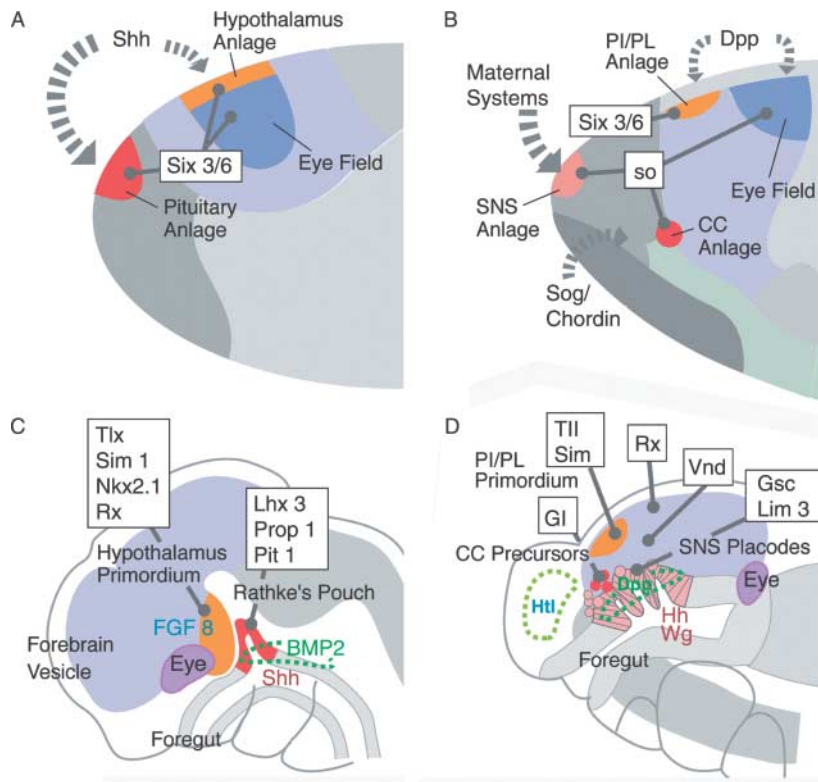 A
Shh
Hypothalamus
Anlage
Six 3/6
Eye Field
Pituitary
Anlage
B
PI/PL
Anlage
Dpp
Maternal
Systems
Six 3/6
so
Eye Field
SNS
Anlage
CC
Anlage
Sog/
Chordin
C
Tlx
Sim 1
Nkx2.1
Rx
Lhx 3
Prop 1
Pit 1
Hypothalamus
Primordium
Rathke's Pouch
FGF 8
BMP2
Forebrain
Vesicle
Eye
Shh
Foregut
D
Tll
Sim
Rx
PI/PL
Primordium
Vnd
Gsc
Lim 3
Gl
CC Precursors
SNS Placodes
Dpp
Eye
Htl
Hh
Wg
Foregut